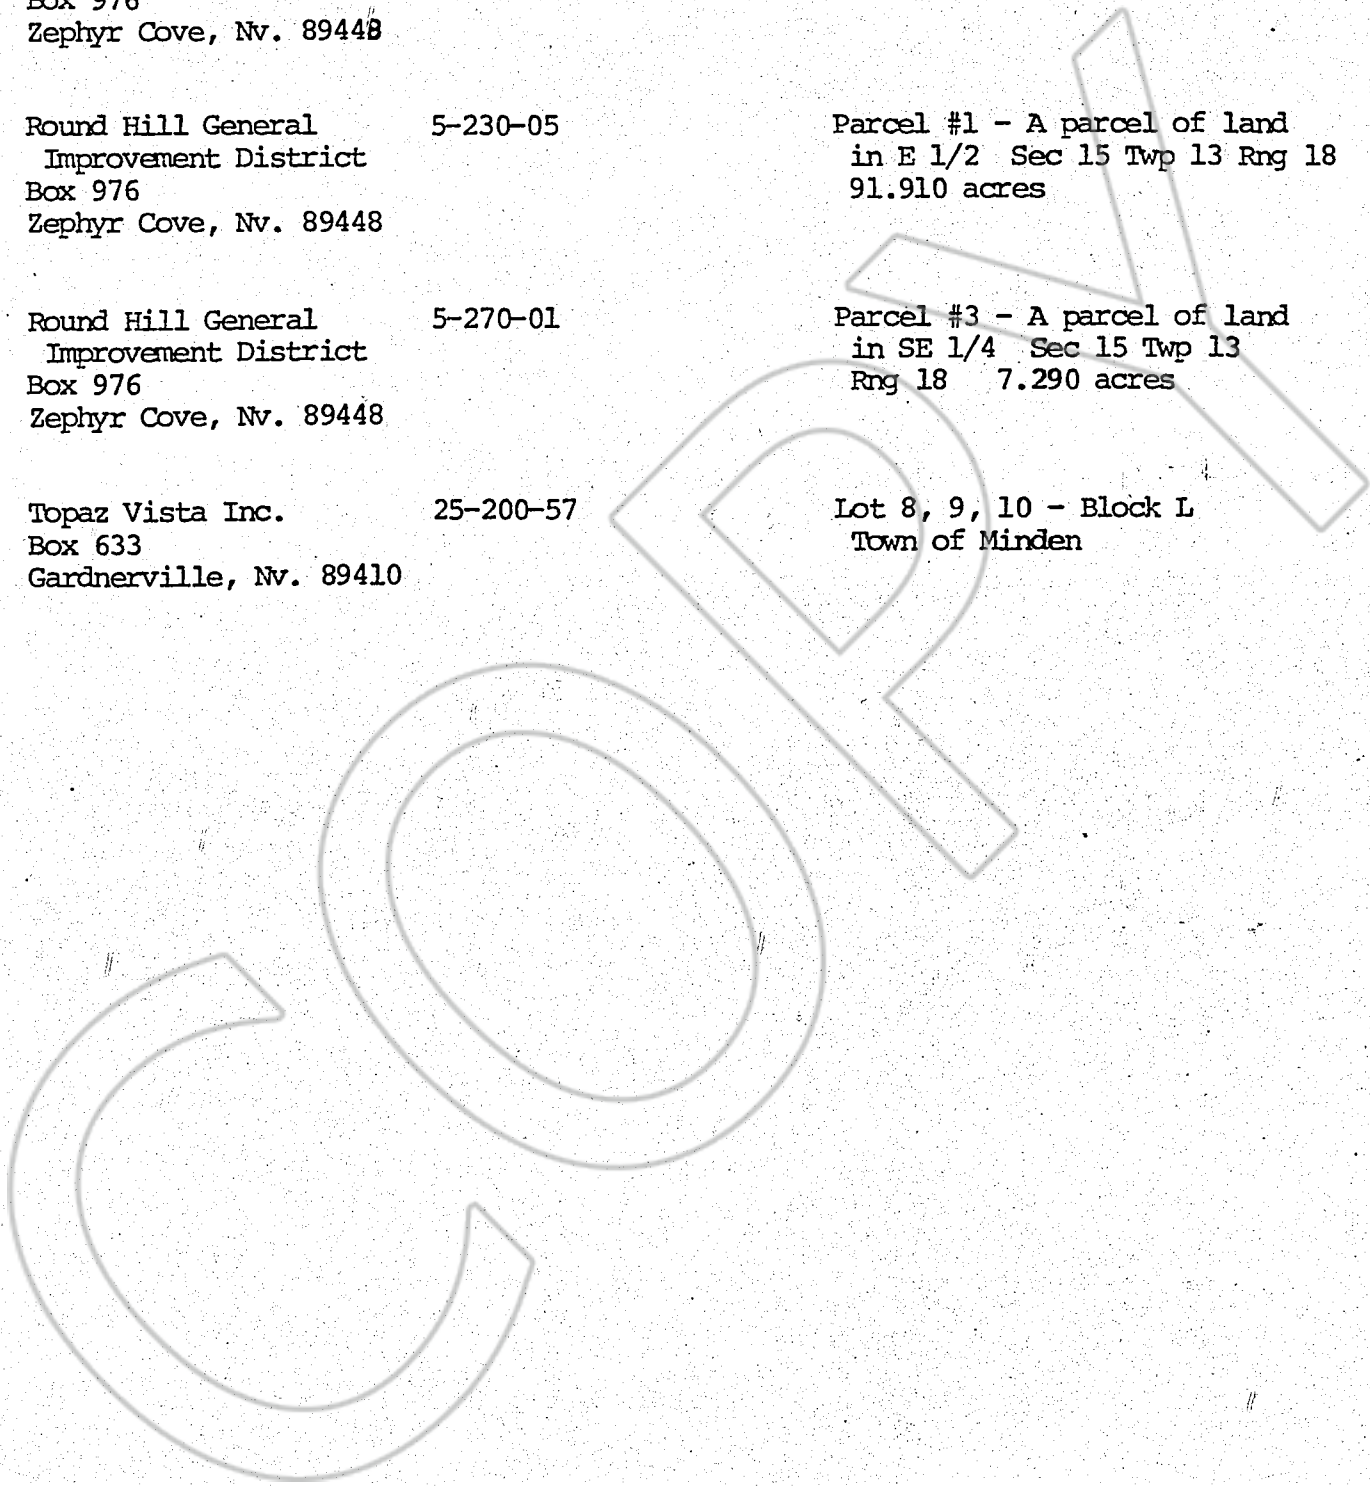 Box 976
Zephyr Cove, Nv. 89448
Round Hill General 5-230-05 Parcel #1 - A parcel of land
Improvement District in E 1/2 Sec 15 Twp 13 Rng 18
Box 976 91.910 acres
Zephyr Cove, Nv. 89448
Round Hill General 5-270-01 Parcel #3 - A parcel of land
Improvement District in SE 1/4 Sec 15 Twp 13
Box 976 Rng 18 7.290 acres
Zephyr Cove, Nv. 89448
Topaz Vista Inc. 25-200-57 Lot 8, 9, 10 - Block L
Box 633 Town of Minden
Gardnerville, Nv. 89410
COPY